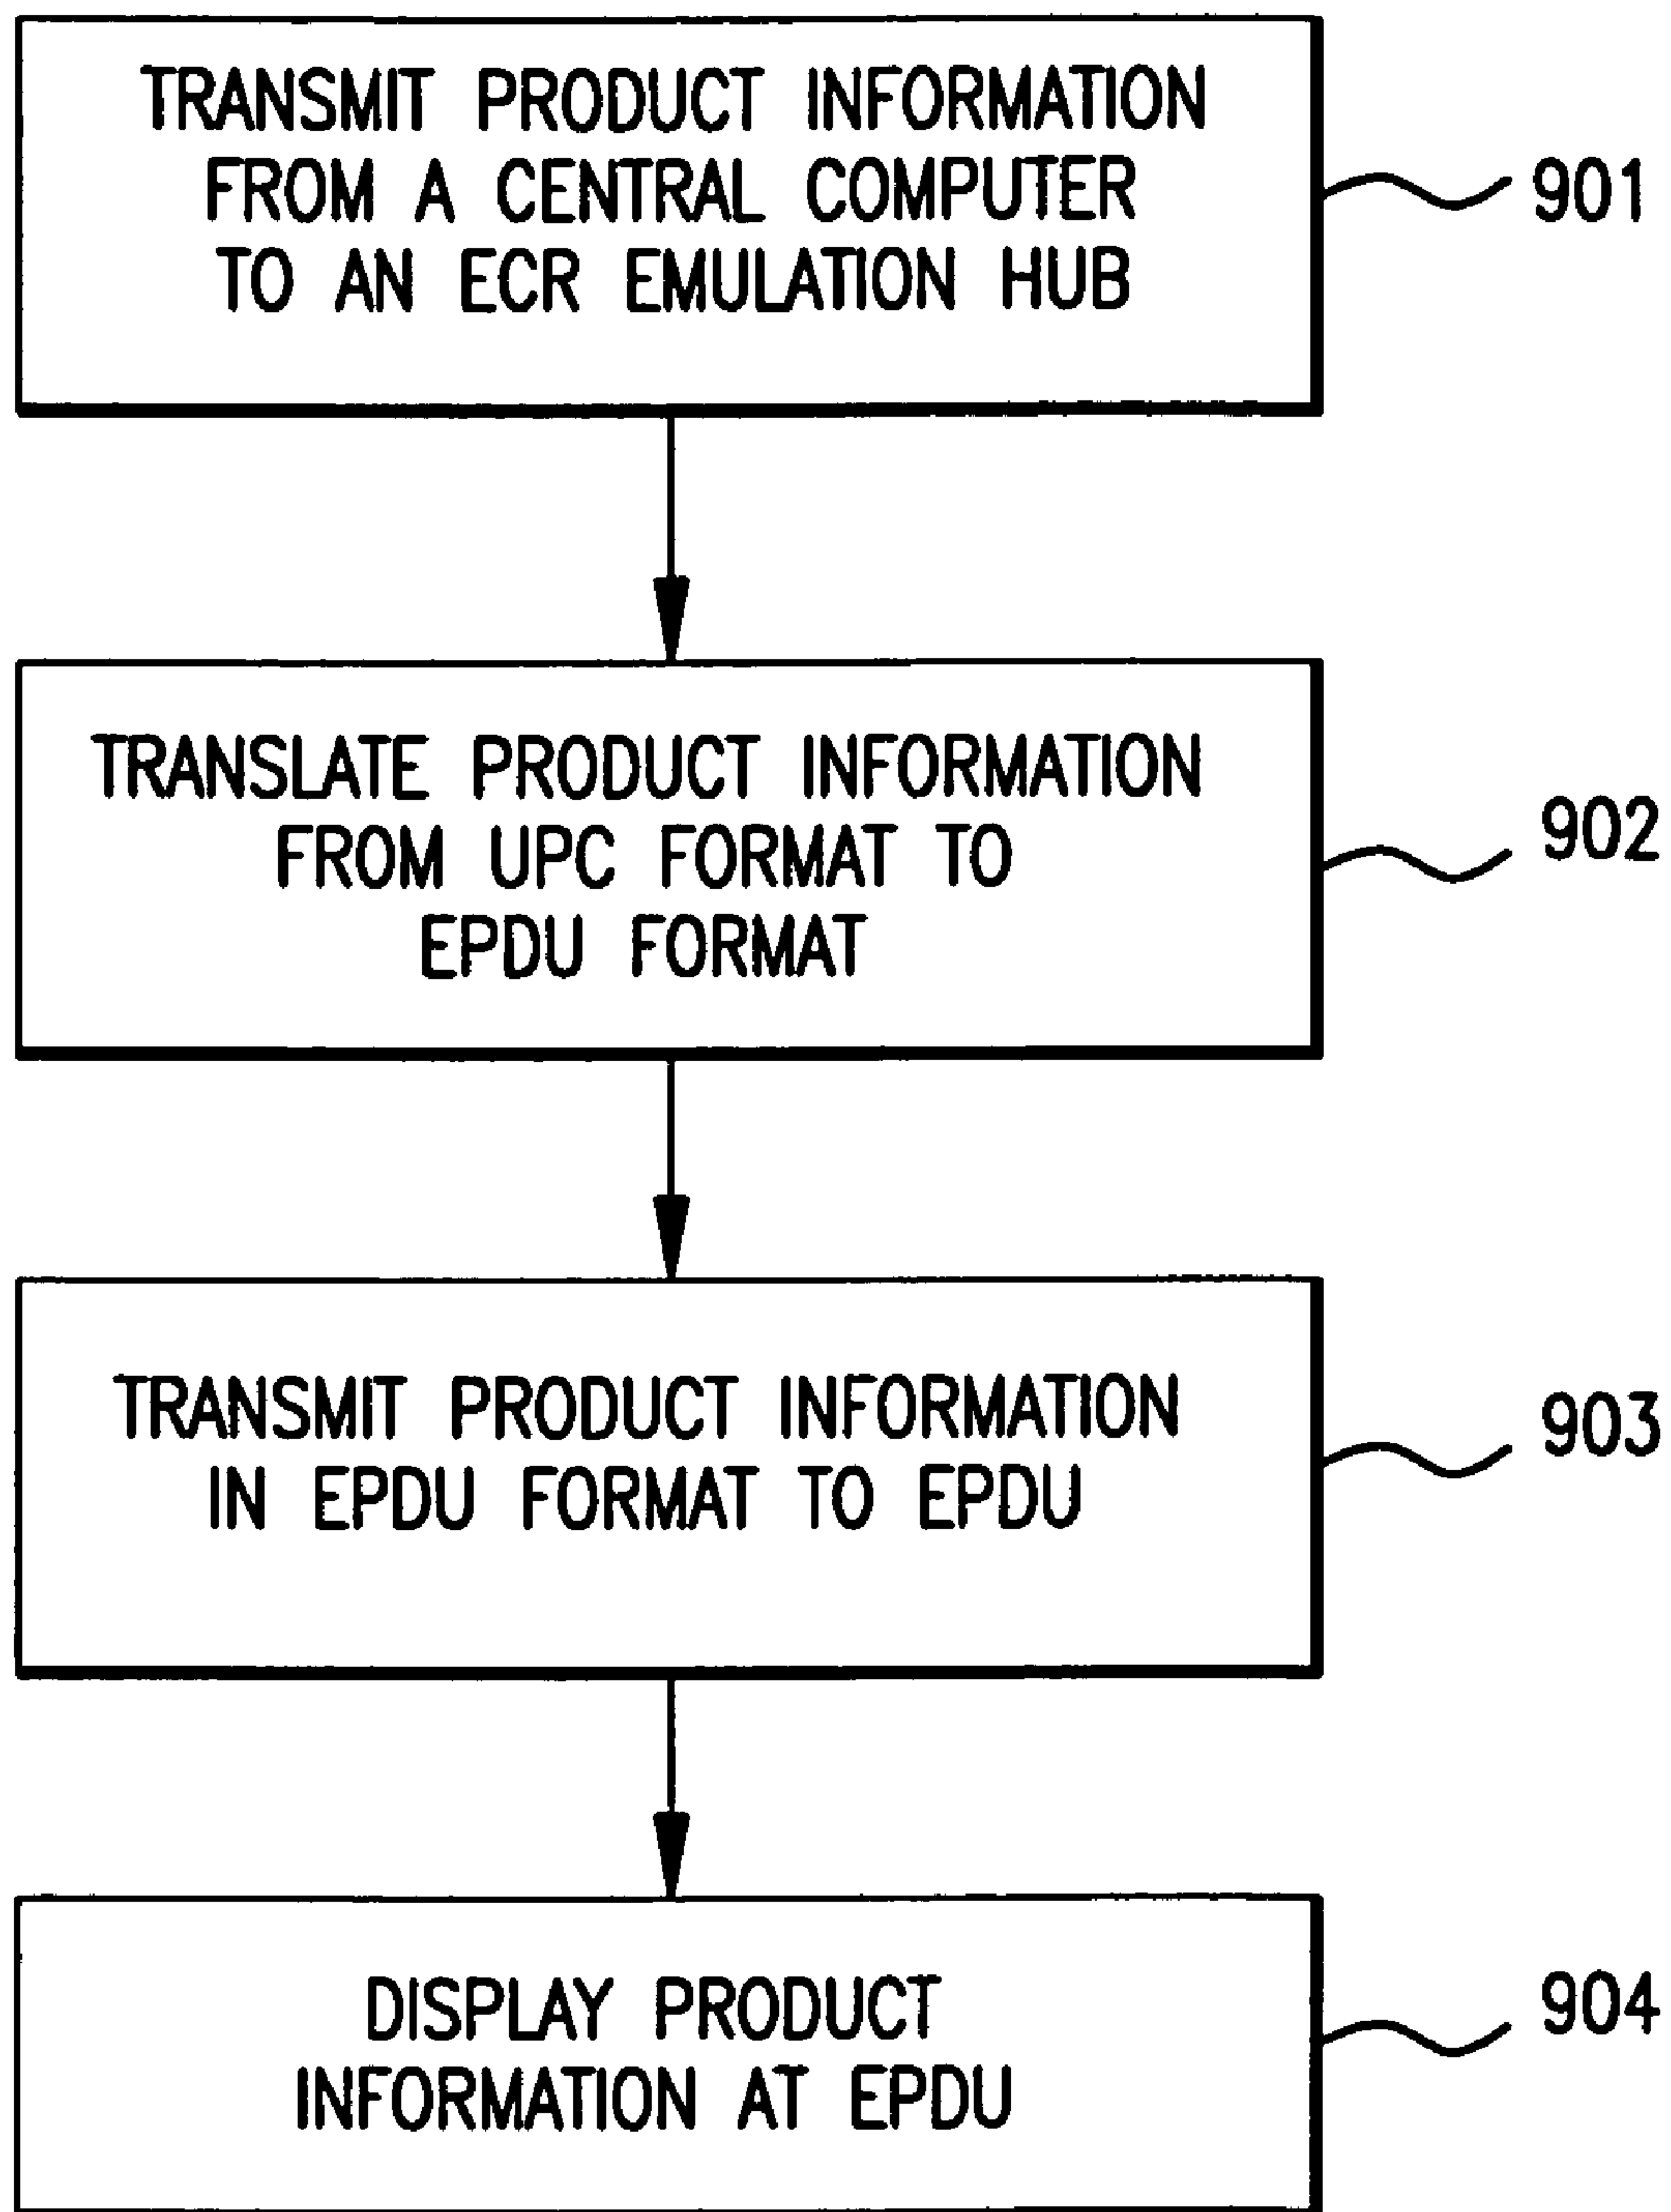 TRANSMIT PRODUCT INFORMATION
FROM A CENTRAL COMPUTER
TO AN ECR EMULATION HUB
901
TRANSLATE PRODUCT INFORMATION
FROM UPC FORMAT TO
EPDU FORMAT
902
TRANSMIT PRODUCT INFORMATION
IN EPDU FORMAT TO EPDU
903
DISPLAY PRODUCT
INFORMATION AT EPDU
904